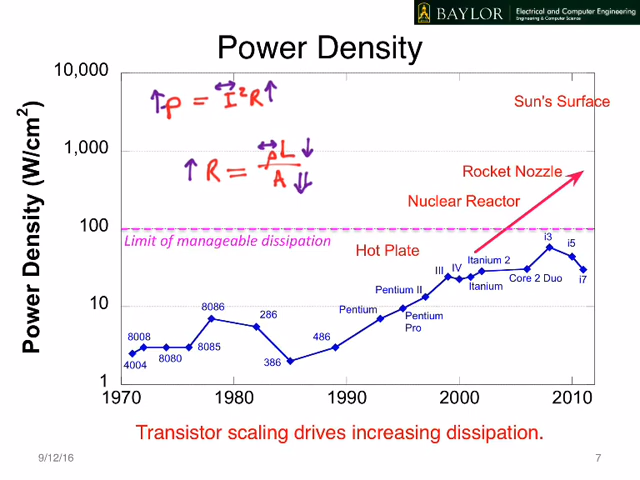 BAYLOR
Electrical and Computer Engineering
Engineering & Computer Science
Power Density
↑P = I²R↑
↑R = ρL↓
A↓↓
Power Density (W/cm²)
10,000
1,000
100
10
1
1970
1980
1990
2000
2010
Sun's Surface
Rocket Nozzle
Nuclear Reactor
Hot Plate
Limit of manageable dissipation
4004
8008
8080
8085
8086
286
386
486
Pentium
Pentium
Pro
Pentium II
III
IV
Itanium
Itanium 2
Core 2 Duo
i3
i5
i7
Transistor scaling drives increasing dissipation.
9/12/16
7